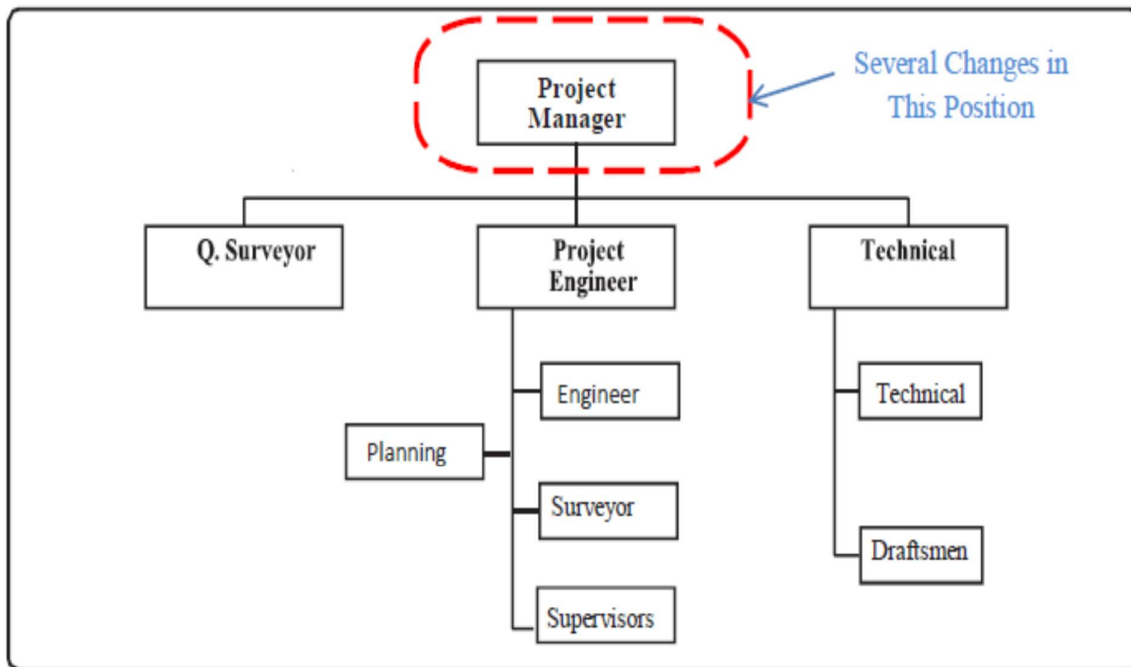 Project
Manager
Several Changes in
This Position
Q. Surveyor
Project
Engineer
Technical
Engineer
Planning
Surveyor
Supervisors
Technical
Draftsmen